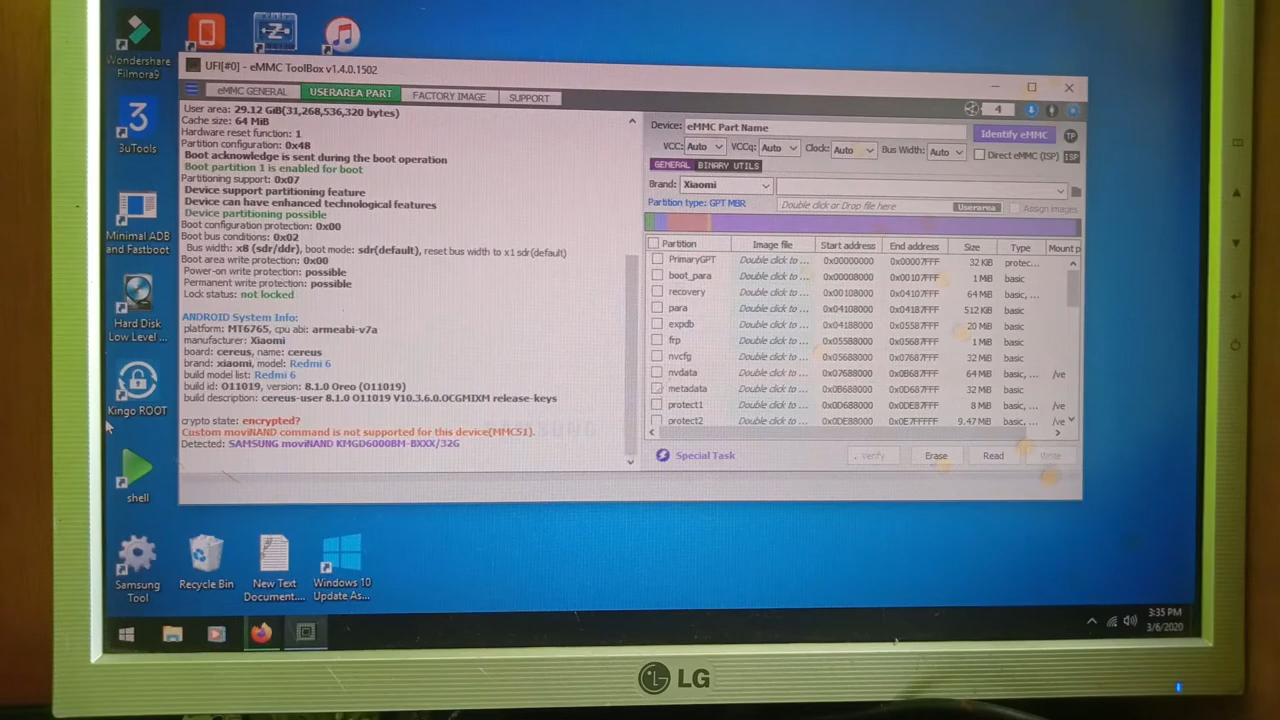 Wondershare
Filmora9
3uTools
Minimal ADB
and Fastboot
Hard Disk
Low Level ...
Kingo ROOT
shell
Samsung
Tool
Recycle Bin
New Text
Document....
Windows 10
Update As...
UFI[#0] - eMMC ToolBox v1.4.0.1502
eMMC GENERAL
USERAREA PART
FACTORY IMAGE
SUPPORT
User area: 29.12 GiB(31,268,536,320 bytes)
Cache size: 64 MiB
Hardware reset function: 1
Partition configuration: 0x48
Boot acknowledge is sent during the boot operation
Boot partition 1 is enabled for boot
Partitioning support: 0x07
Device support partitioning feature
Device can have enhanced technological features
Device partitioning possible
Boot configuration protection: 0x00
Boot bus conditions: 0x02
Bus width: x8 (sdr/ddr), boot mode: sdr(default), reset bus width to x1 sdr(default)
Boot area write protection: 0x00
Power-on write protection: possible
Permanent write protection: possible
Lock status: not locked
ANDROID System Info:
platform: MT6765, cpu abi: armeabi-v7a
manufacturer: Xiaomi
board: cereus, name: cereus
brand: xiaomi, model: Redmi 6
build model list: Redmi 6
build id: O11019, version: 8.1.0 Oreo (O11019)
build description: cereus-user 8.1.0 O11019 V10.3.6.0.OCGMIXM release-keys
crypto state: encrypted?
Custom moviNAND command is not supported for this device(MMC51).
Detected: SAMSUNG moviNAND KMGD6000BM-BXXX/32G
4
Device: eMMC Part Name
Identify eMMC
TP
VCC: Auto VCCq: Auto Clock: Auto Bus Width: Auto Direct eMMC (ISP) ISP
GENERAL BINARY UTILS
Brand: Xiaomi
Partition type: GPT MBR Double click or Drop file here Userarea Assign images
Partition Image file Start address End address Size Type Mount p
PrimaryGPT Double click to ... 0x00000000 0x00007FFF 32 KiB protec...
boot_para Double click to ... 0x00008000 0x00107FFF 1 MiB basic
recovery Double click to ... 0x00108000 0x04107FFF 64 MiB basic, ...
para Double click to ... 0x04108000 0x04187FFF 512 KiB basic
expdb Double click to ... 0x04188000 0x05587FFF 20 MiB basic
frp Double click to ... 0x05588000 0x05687FFF 1 MiB basic
nvcfg Double click to ... 0x05688000 0x07687FFF 32 MiB basic
nvdata Double click to ... 0x07688000 0x0B687FFF 64 MiB basic, ... /ve
metadata Double click to ... 0x0B688000 0x0D687FFF 32 MiB basic
protect1 Double click to ... 0x0D688000 0x0DE87FFF 8 MiB basic, ... /ve
protect2 Double click to ... 0x0DE88000 0x0E7FFFFF 9.47 MiB basic, ... /ve
Special Task
Verify
Erase
Read
Write
3:35 PM
3/6/2020
LG